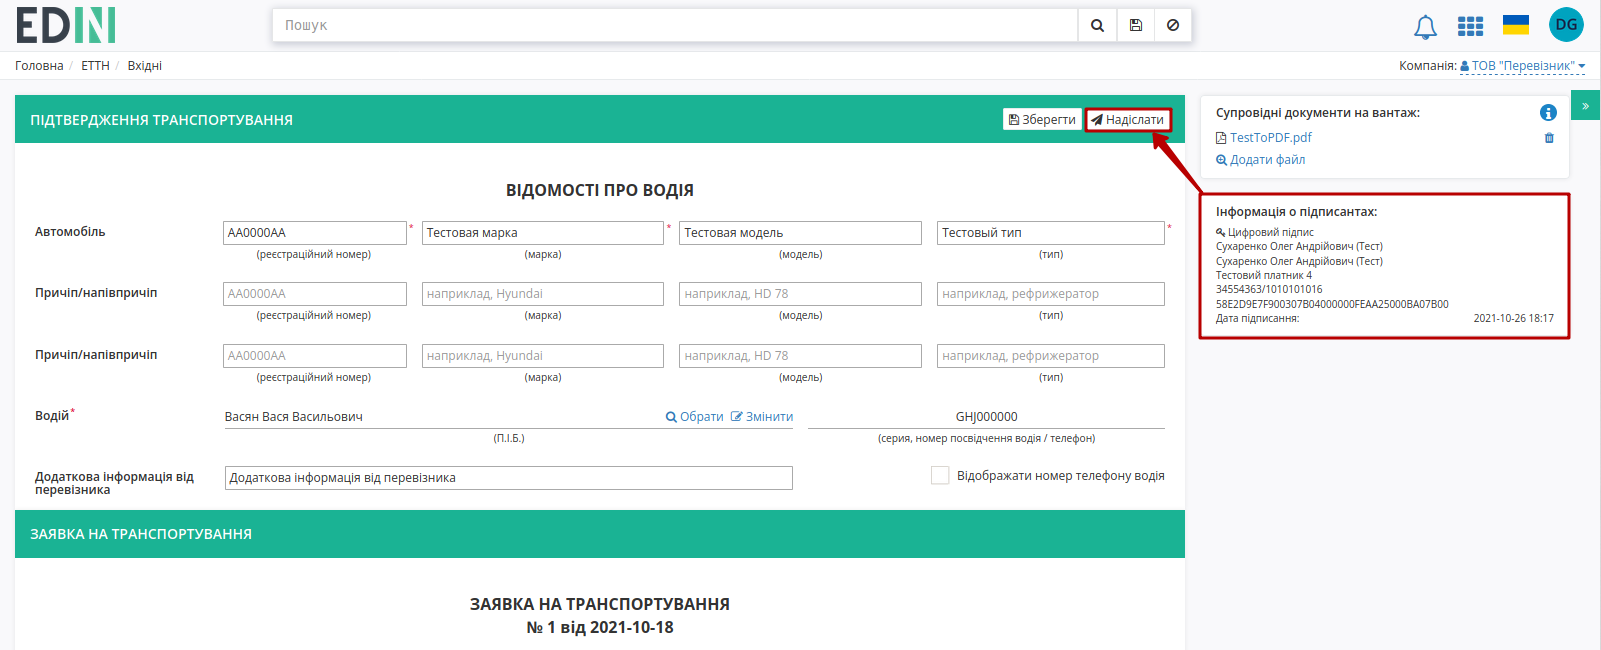 EDIN
Пошук
DG
Головна / ЕТТН / Вхідні
Компанія: ТОВ "Перевізник"
ПІДТВЕРДЖЕННЯ ТРАНСПОРТУВАННЯ
Зберегти
Надіслати
ВІДОМОСТІ ПРО ВОДІЯ
Автомобіль
АА0000АА *
Тестовая марка *
Тестовая модель
Тестовый тип *
(реєстраційний номер)
(марка)
(модель)
(тип)
Причіп/напівпричіп
АА0000АА
наприклад, Hyundai
наприклад, HD 78
наприклад, рефрижератор
(реєстраційний номер)
(марка)
(модель)
(тип)
Причіп/напівпричіп
АА0000АА
наприклад, Hyundai
наприклад, HD 78
наприклад, рефрижератор
(реєстраційний номер)
(марка)
(модель)
(тип)
Водій *
Васян Вася Васильович
Обрати
Змінити
GHJ000000
(П.І.Б.)
(серия, номер посвідчення водія / телефон)
Додаткова інформація від
перевізника
Додаткова інформація від перевізника
Відображати номер телефону водія
ЗАЯВКА НА ТРАНСПОРТУВАННЯ
ЗАЯВКА НА ТРАНСПОРТУВАННЯ
№ 1 від 2021-10-18
»
Супровідні документи на вантаж:
TestToPDF.pdf
Додати файл
Інформація о підписантах:
Цифровий підпис
Сухаренко Олег Андрійович (Тест)
Сухаренко Олег Андрійович (Тест)
Тестовий платник 4
34554363/1010101016
58E2D9E7F900307B04000000FEAA25000BA07B00
Дата підписання: 2021-10-26 18:17